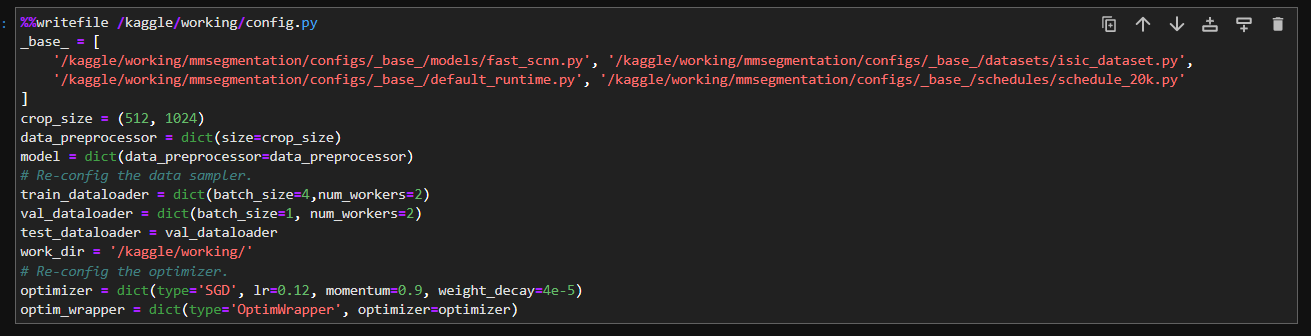 :
%%writefile /kaggle/working/config.py
_base_ = [
    '/kaggle/working/mmsegmentation/configs/_base_/models/fast_scnn.py', '/kaggle/working/mmsegmentation/configs/_base_/datasets/isic_dataset.py',
    '/kaggle/working/mmsegmentation/configs/_base_/default_runtime.py', '/kaggle/working/mmsegmentation/configs/_base_/schedules/schedule_20k.py'
]
crop_size = (512, 1024)
data_preprocessor = dict(size=crop_size)
model = dict(data_preprocessor=data_preprocessor)
# Re-config the data sampler.
train_dataloader = dict(batch_size=4,num_workers=2)
val_dataloader = dict(batch_size=1, num_workers=2)
test_dataloader = val_dataloader
work_dir = '/kaggle/working/'
# Re-config the optimizer.
optimizer = dict(type='SGD', lr=0.12, momentum=0.9, weight_decay=4e-5)
optim_wrapper = dict(type='OptimWrapper', optimizer=optimizer)